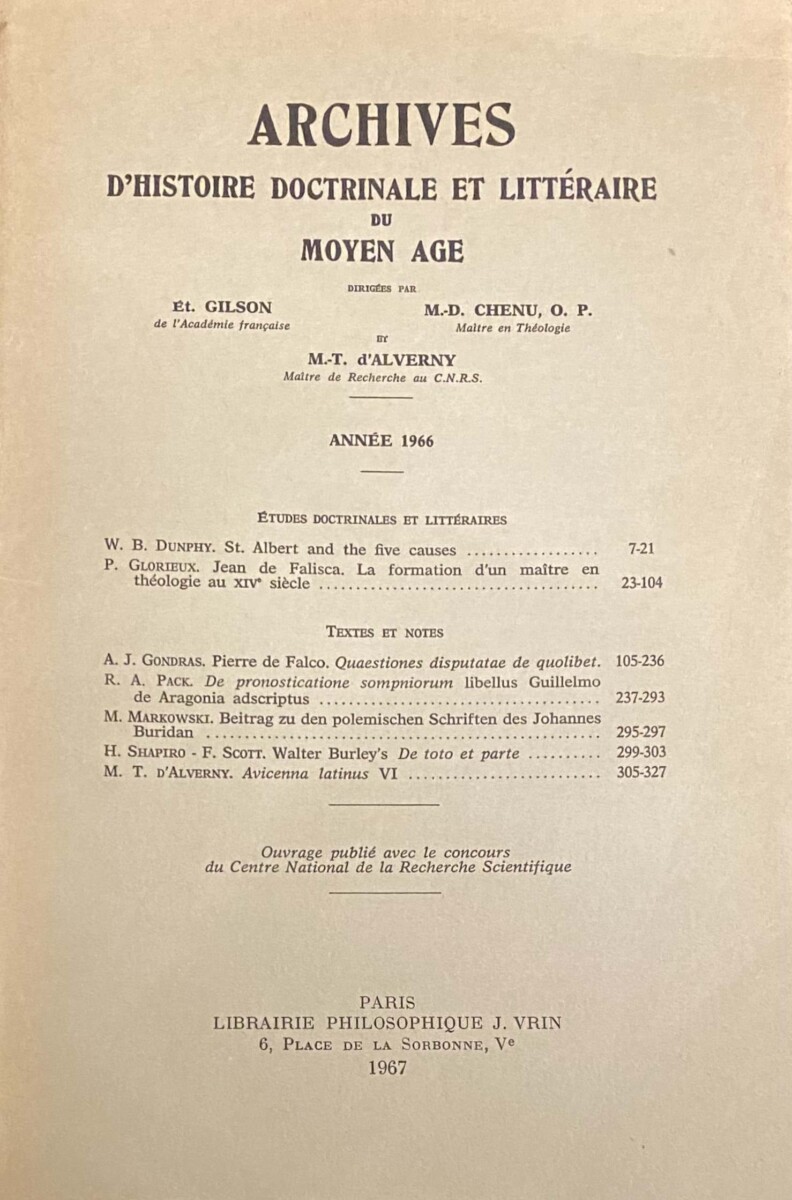 ARCHIVES
D'HISTOIRE DOCTRINALE ET LITTÉRAIRE
DU
MOYEN AGE
DIRIGÉES PAR
Ét. GILSON
de l'Académie française
M.-D. CHENU, O. P.
Maître en Théologie
ET
M.-T. d'ALVERNY
Maître de Recherche au C.N.R.S.
ANNÉE 1966
ÉTUDES DOCTRINALES ET LITTÉRAIRES
W. B. DUNPHY. St. Albert and the five causes .................. 7-21
P. GLORIEUX. Jean de Falisca. La formation d'un maître en
théologie au XIVe siècle ..................................... 23-104
TEXTES ET NOTES
A. J. GONDRAS. Pierre de Falco. Quaestiones disputatae de quolibet. 105-236
R. A. PACK. De pronosticatione sompniorum libellus Guillelmo
de Aragonia adscriptus ..................................... 237-293
M. MARKOWSKI. Beitrag zu den polemischen Schriften des Johannes
Buridan ..................................................... 295-297
H. SHAPIRO - F. SCOTT. Walter Burley's De toto et parte .......... 299-303
M. T. D'ALVERNY. Avicenna latinus VI .......................... 305-327
Ouvrage publié avec le concours
du Centre National de la Recherche Scientifique
PARIS
LIBRAIRIE PHILOSOPHIQUE J. VRIN
6, PLACE DE LA SORBONNE, Ve
1967